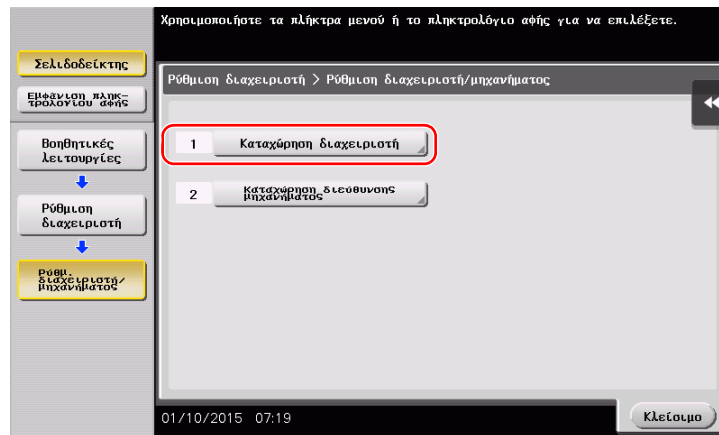 Χρησιμοποιήστε τα πλήκτρα μενού ή το πληκτρολόγιο αφής για να επιλέξετε.
Σελιδοδείκτης
Εμφάνιση πληκ-
τρολογίου αφής
Βοηθητικές
λειτουργίες
Ρύθμιση
διαχειριστή
Ρύθμ.
διαχειριστή/
μηχανήματος
Ρύθμιση διαχειριστή > Ρύθμιση διαχειριστή/μηχανήματος
1 Καταχώρηση διαχειριστή
2 Καταχώρηση διεύθυνσης
μηχανήματος
01/10/2015 07:19
Κλείσιμο